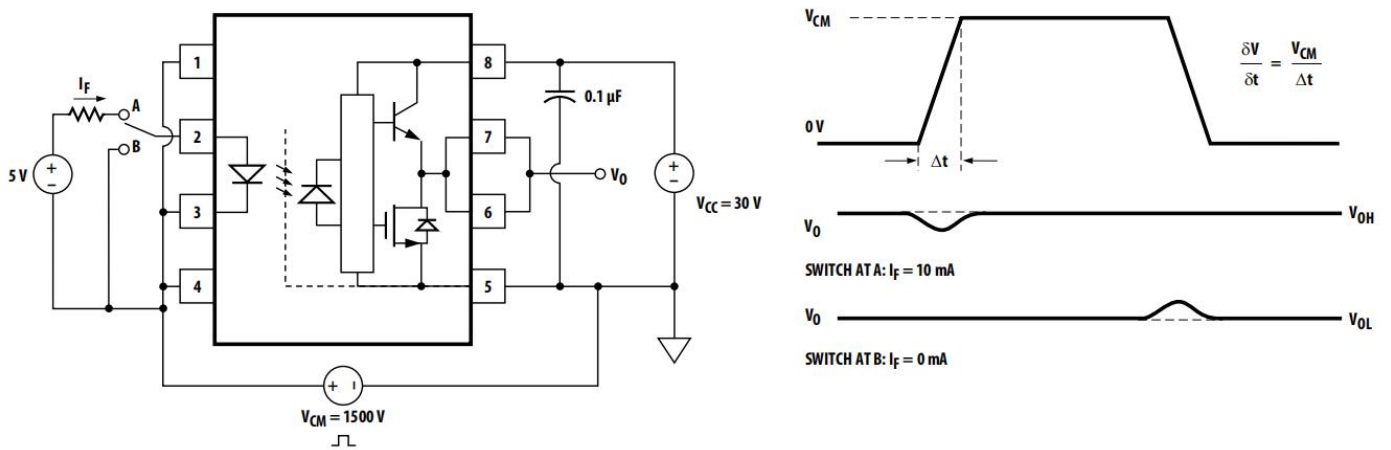 1
2
3
4
8
7
6
5
I_F
A
B
5 V
+
−
0.1 µF
V_O
+
−
V_CC = 30 V
+ −
V_CM = 1500 V
V_CM
0 V
Δt
δV/δt = V_CM/Δt
V_O
V_OH
SWITCH AT A: I_F = 10 mA
V_O
V_OL
SWITCH AT B: I_F = 0 mA